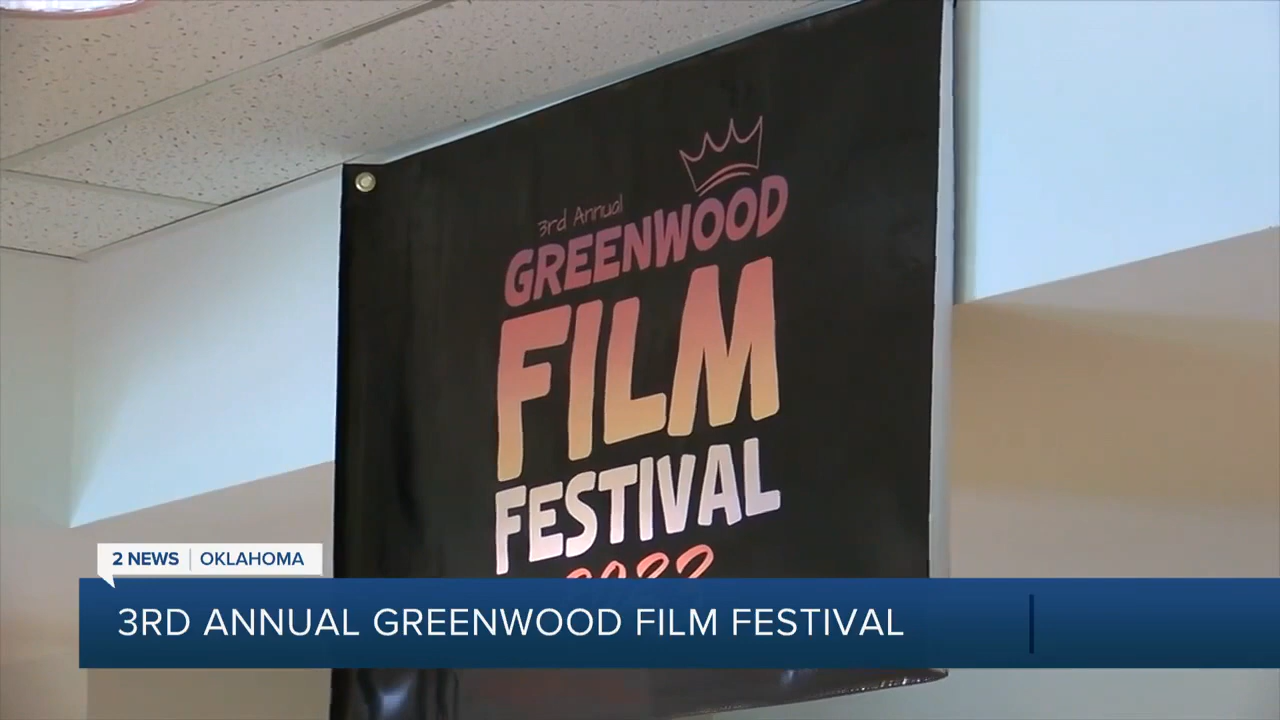 3rd Annual
GREENWOOD
FILM
FESTIVAL
2 NEWS OKLAHOMA
3RD ANNUAL GREENWOOD FILM FESTIVAL